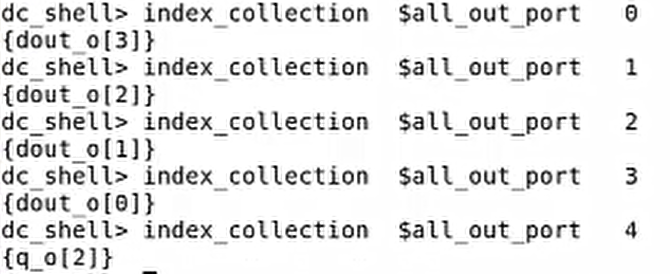 dc_shell> index_collection  $all_out_port   0
{dout_o[3]}
dc_shell> index_collection  $all_out_port   1
{dout_o[2]}
dc_shell> index_collection  $all_out_port   2
{dout_o[1]}
dc_shell> index_collection  $all_out_port   3
{dout_o[0]}
dc_shell> index_collection  $all_out_port   4
{q_o[2]}